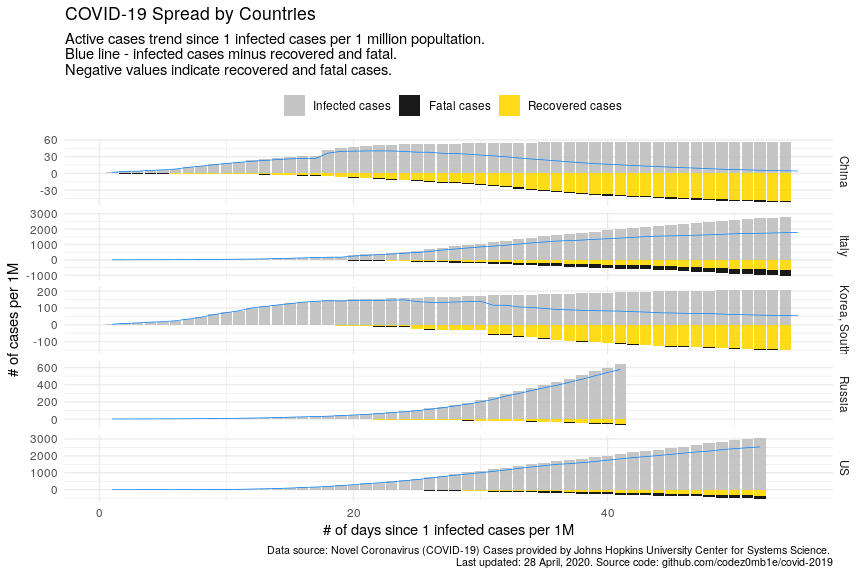 COVID-19 Spread by Countries
Active cases trend since 1 infected cases per 1 million popultation.
Blue line - infected cases minus recovered and fatal.
Negative values indicate recovered and fatal cases.
Infected cases Fatal cases Recovered cases
# of cases per 1M
60
30
0
-30
China
3000
2000
1000
0
-1000
Italy
200
100
0
-100
Korea, South
600
400
200
0
Russia
3000
2000
1000
0
US
0 20 40
# of days since 1 infected cases per 1M
Data source: Novel Coronavirus (COVID-19) Cases provided by Johns Hopkins University Center for Systems Science.
Last updated: 28 April, 2020. Source code: github.com/codez0mb1e/covid-2019